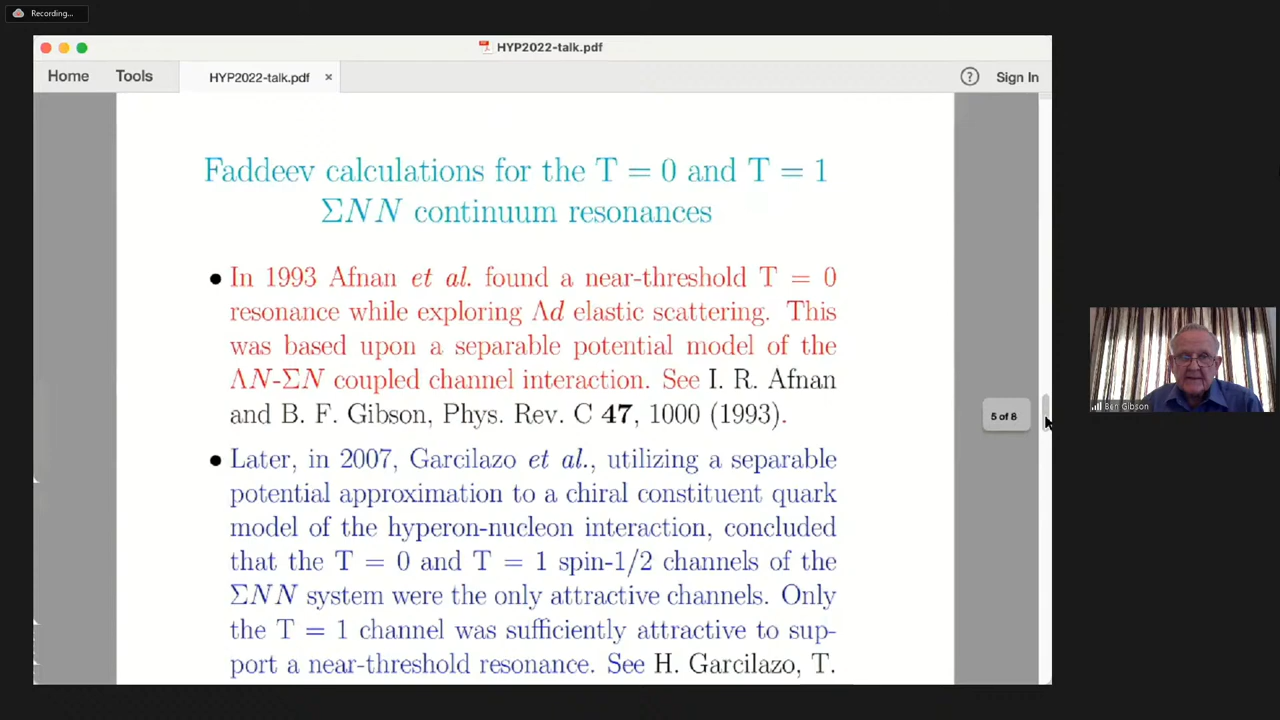 Recording...
HYP2022-talk.pdf
Home Tools HYP2022-talk.pdf × ? Sign In
Faddeev calculations for the T = 0 and T = 1
ΣNN continuum resonances
• In 1993 Afnan et al. found a near-threshold T = 0
resonance while exploring Λd elastic scattering. This
was based upon a separable potential model of the
ΛN-ΣN coupled channel interaction. See I. R. Afnan
and B. F. Gibson, Phys. Rev. C 47, 1000 (1993).
5 of 8
Ben Gibson
• Later, in 2007, Garcilazo et al., utilizing a separable
potential approximation to a chiral constituent quark
model of the hyperon-nucleon interaction, concluded
that the T = 0 and T = 1 spin-1/2 channels of the
ΣNN system were the only attractive channels. Only
the T = 1 channel was sufficiently attractive to sup-
port a near-threshold resonance. See H. Garcilazo, T.